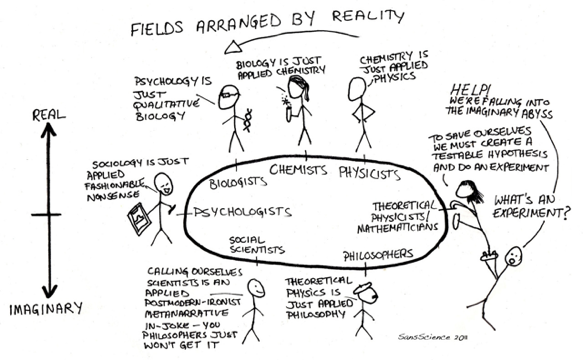 FIELDS ARRANGED BY REALITY
REAL
IMAGINARY
PSYCHOLOGY IS
JUST
QUALITATIVE
BIOLOGY
BIOLOGY IS JUST
APPLIED CHEMISTRY
CHEMISTRY IS
JUST APPLIED
PHYSICS
HELP!
WE'RE FALLING INTO
THE IMAGINARY ABYSS
TO SAVE OURSELVES
WE MUST CREATE A
TESTABLE HYPOTHESIS
AND DO AN EXPERIMENT
WHAT'S AN
EXPERIMENT?
SOCIOLOGY IS JUST
APPLIED
FASHIONABLE
NONSENSE
BIOLOGISTS
CHEMISTS
PHYSICISTS
PSYCHOLOGISTS
THEORETICAL
PHYSICISTS/
MATHEMATICIANS
SOCIAL
SCIENTISTS
PHILOSOPHERS
CALLING OURSELVES
SCIENTISTS IS AN
APPLIED
POSTMODERN-IRONIST
METANARRATIVE
IN-JOKE – YOU
PHILOSOPHERS JUST
WON'T GET IT
THEORETICAL
PHYSICS IS
JUST APPLIED
PHILOSOPHY
SansScience 2011